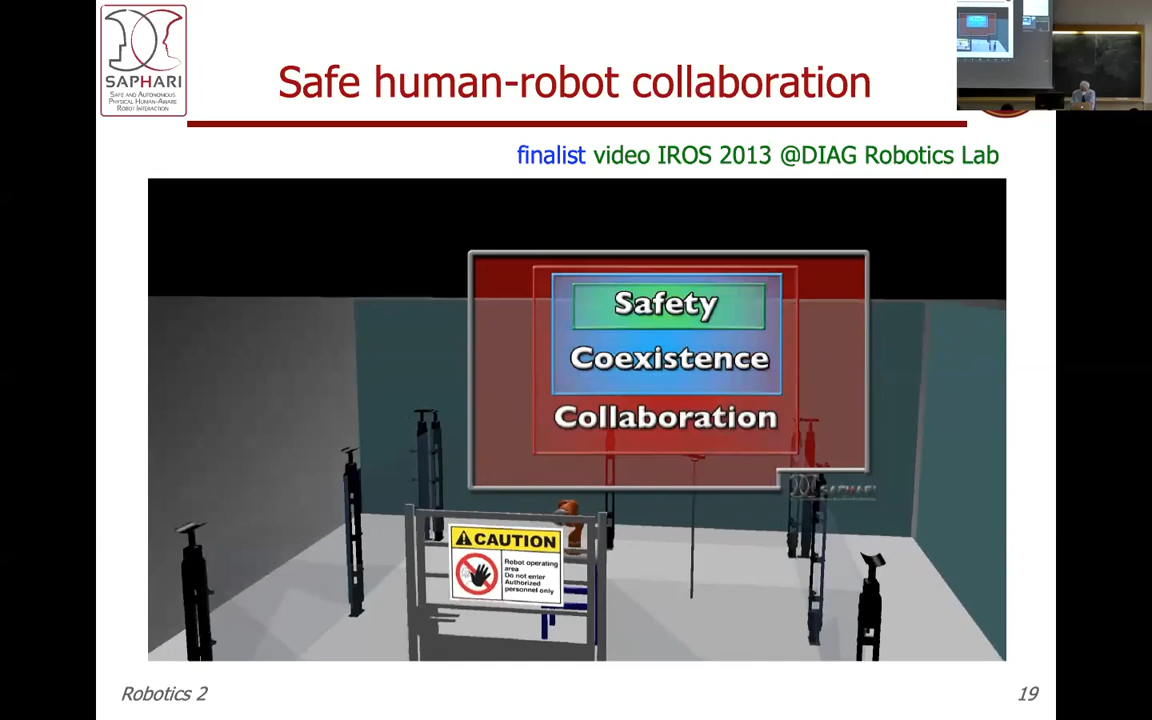 SAPHARI
SAFE AND AUTONOMOUS
PHYSICAL HUMAN-AWARE
ROBOT INTERACTION
Safe human-robot collaboration
finalist video IROS 2013 @DIAG Robotics Lab
Safety
Coexistence
Collaboration
SAPHARI
CAUTION
Robot operating
area
Do not enter
Authorized
personnel only
Robotics 2
19